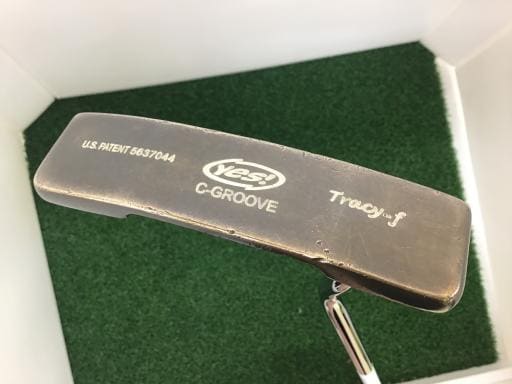 U.S. PATENT 5637044
Yes!
C-GROOVE
Tracy-f